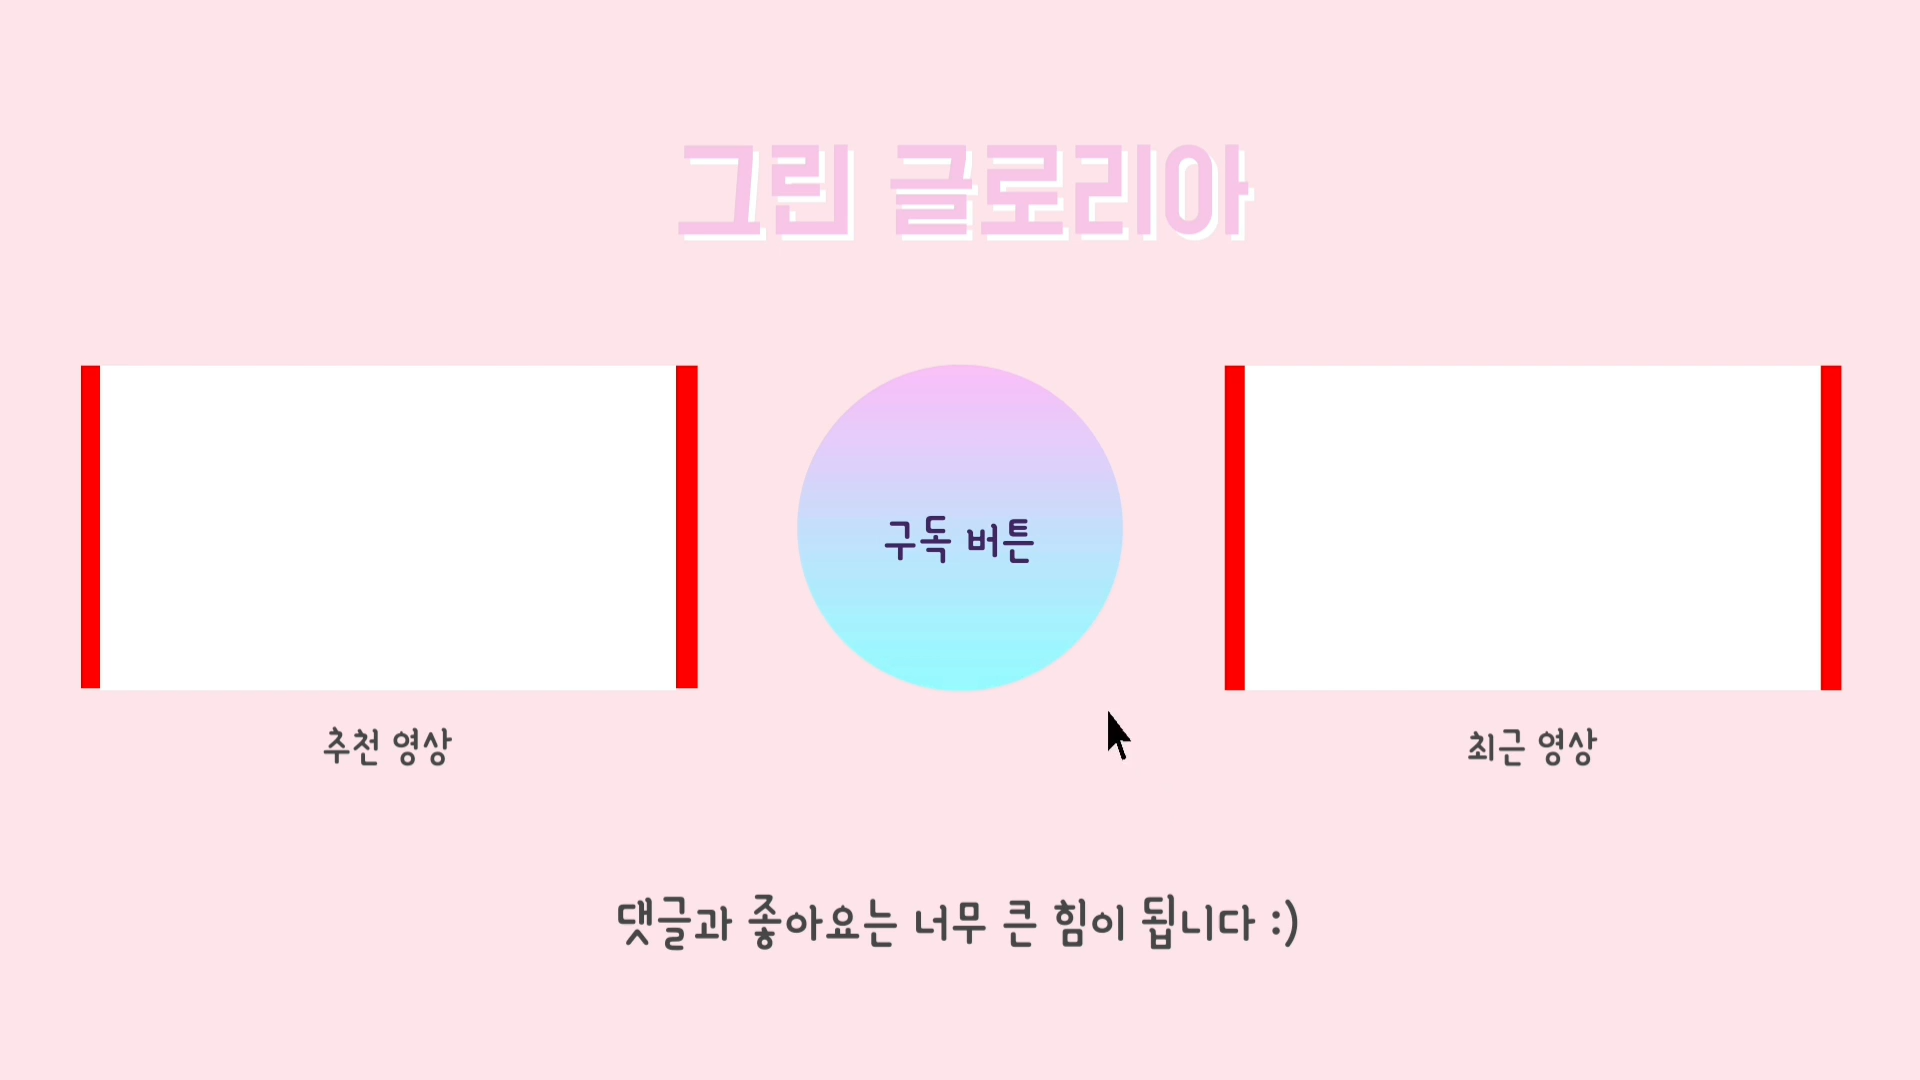 그린 글로리아
구독 버튼
추천 영상
최근 영상
댓글과 좋아요는 너무 큰 힘이 됩니다 :)